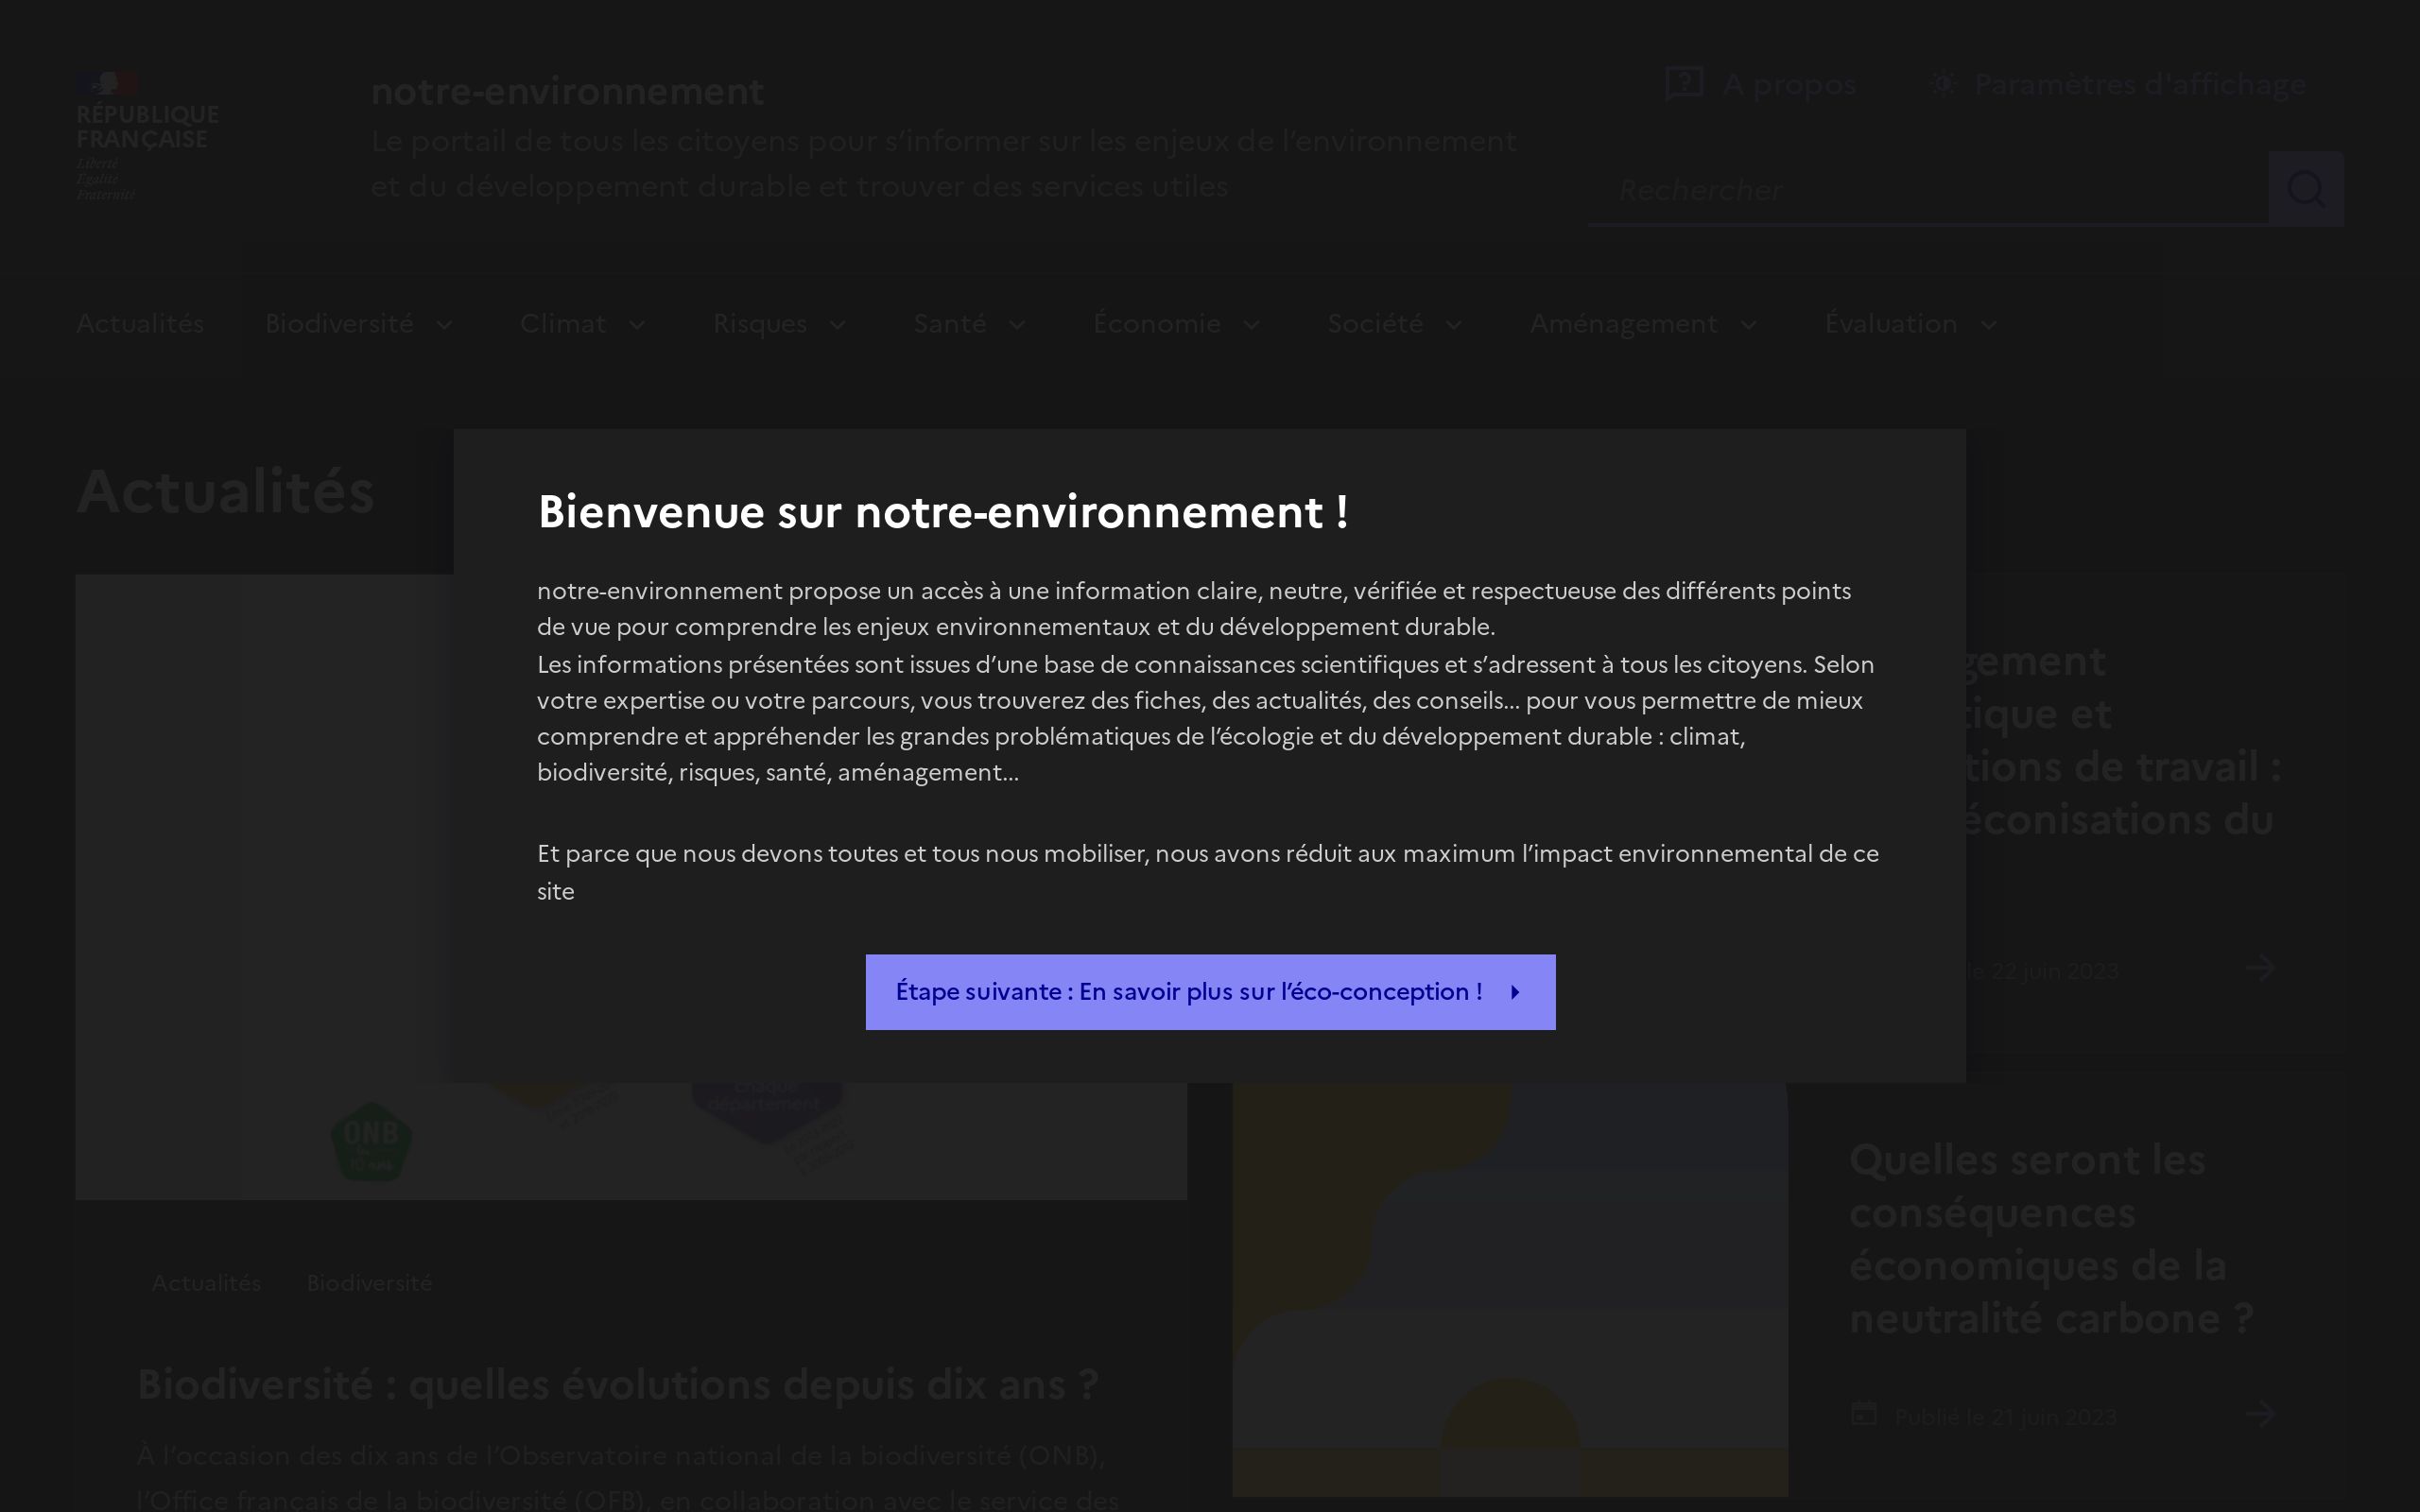 RÉPUBLIQUE
FRANÇAISE
Liberté
Égalité
Fraternité
notre-environnement
Le portail de tous les citoyens pour s’informer sur les enjeux de l’environnement
et du développement durable et trouver des services utiles
A propos
Paramètres d'affichage
Rechercher
Actualités
Biodiversité
Climat
Risques
Santé
Économie
Société
Aménagement
Évaluation
Actualités
Bienvenue sur notre-environnement !
notre-environnement propose un accès à une information claire, neutre, vérifiée et respectueuse des différents points
de vue pour comprendre les enjeux environnementaux et du développement durable.
Les informations présentées sont issues d’une base de connaissances scientifiques et s’adressent à tous les citoyens. Selon
votre expertise ou votre parcours, vous trouverez des fiches, des actualités, des conseils... pour vous permettre de mieux
comprendre et appréhender les grandes problématiques de l’écologie et du développement durable : climat,
biodiversité, risques, santé, aménagement...
Et parce que nous devons toutes et tous nous mobiliser, nous avons réduit aux maximum l’impact environnemental de ce
site
Étape suivante : En savoir plus sur l’éco-conception !
gement
tique et
tions de travail :
éconisations du
le 22 juin 2023
département
ONB
10 ans
Actualités
Biodiversité
Biodiversité : quelles évolutions depuis dix ans ?
À l’occasion des dix ans de l’Observatoire national de la biodiversité (ONB),
l’Office français de la biodiversité (OFB), en collaboration avec le service des
Quelles seront les
conséquences
économiques de la
neutralité carbone ?
Publié le 21 juin 2023